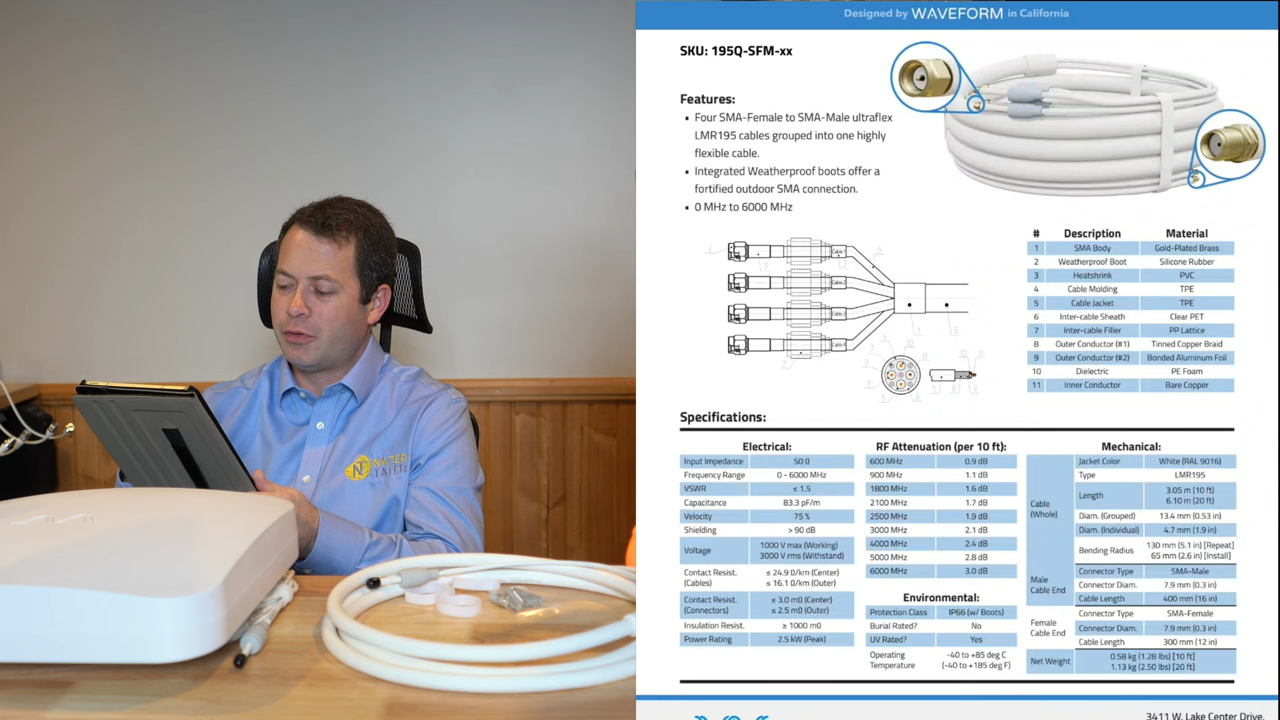 Designed by WAVEFORM in California
SKU: 195Q-SFM-xx
Features:
▪ Four SMA-Female to SMA-Male ultraflex
LMR195 cables grouped into one highly
flexible cable.
▪ Integrated Weatherproof boots offer a
fortified outdoor SMA connection.
▪ 0 MHz to 6000 MHz
# Description Material
1 SMA Body Gold-Plated Brass
2 Weatherproof Boot Silicone Rubber
3 Heatshrink PVC
4 Cable Molding TPE
5 Cable Jacket TPE
6 Inter-cable Sheath Clear PET
7 Inter-cable Filler PP Lattice
8 Outer Conductor (#1) Tinned Copper Braid
9 Outer Conductor (#2) Bonded Aluminum Foil
10 Dielectric PE Foam
11 Inner Conductor Bare Copper
Specifications:
Electrical:
Input Impedance 50 Ω
Frequency Range 0 - 6000 MHz
VSWR ≤ 1.5
Capacitance 83.3 pF/m
Velocity 75 %
Shielding > 90 dB
Voltage 1000 V max (Working)
3000 V rms (Withstand)
Contact Resist. ≤ 24.9 Ω/km (Center)
(Cables) ≤ 16.1 Ω/km (Outer)
Contact Resist. ≤ 3.0 mΩ (Center)
(Connectors) ≤ 2.5 mΩ (Outer)
Insulation Resist. ≥ 1000 mΩ
Power Rating 2.5 kW (Peak)
RF Attenuation (per 10 ft):
600 MHz 0.9 dB
900 MHz 1.1 dB
1800 MHz 1.6 dB
2100 MHz 1.7 dB
2500 MHz 1.9 dB
3000 MHz 2.1 dB
4000 MHz 2.4 dB
5000 MHz 2.8 dB
6000 MHz 3.0 dB
Environmental:
Protection Class IP66 (w/ Boots)
Burial Rated? No
UV Rated? Yes
Operating -40 to +85 deg C
Temperature (-40 to +185 deg F)
Mechanical:
Cable
(Whole)
Jacket Color White (RAL 9016)
Type LMR195
Length 3.05 m [10 ft]
6.10 m [20 ft]
Diam. (Grouped) 13.4 mm (0.53 in)
Diam. (Individual) 4.7 mm (1.9 in)
Bending Radius 130 mm (5.1 in) [Repeat]
65 mm (2.6 in) [Install]
Male
Cable End
Connector Type SMA-Male
Connector Diam. 7.9 mm (0.3 in)
Cable Length 400 mm (16 in)
Female
Cable End
Connector Type SMA-Female
Connector Diam. 7.9 mm (0.3 in)
Cable Length 300 mm (12 in)
Net Weight 0.58 kg (1.28 lbs) [10 ft]
1.13 kg (2.50 lbs) [20 ft]
3411 W. Lake Center Drive,